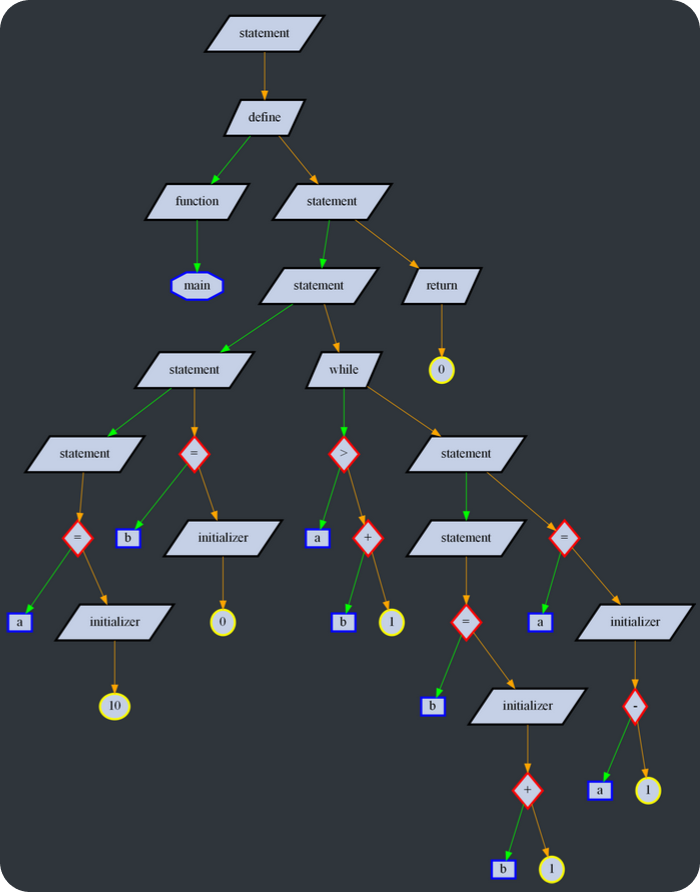 statement
define
function
statement
main
statement
return
statement
while
0
statement
=
>
statement
=
b
initializer
a
+
statement
=
a
initializer
0
b
1
=
a
initializer
10
b
initializer
-
+
a
1
b
1